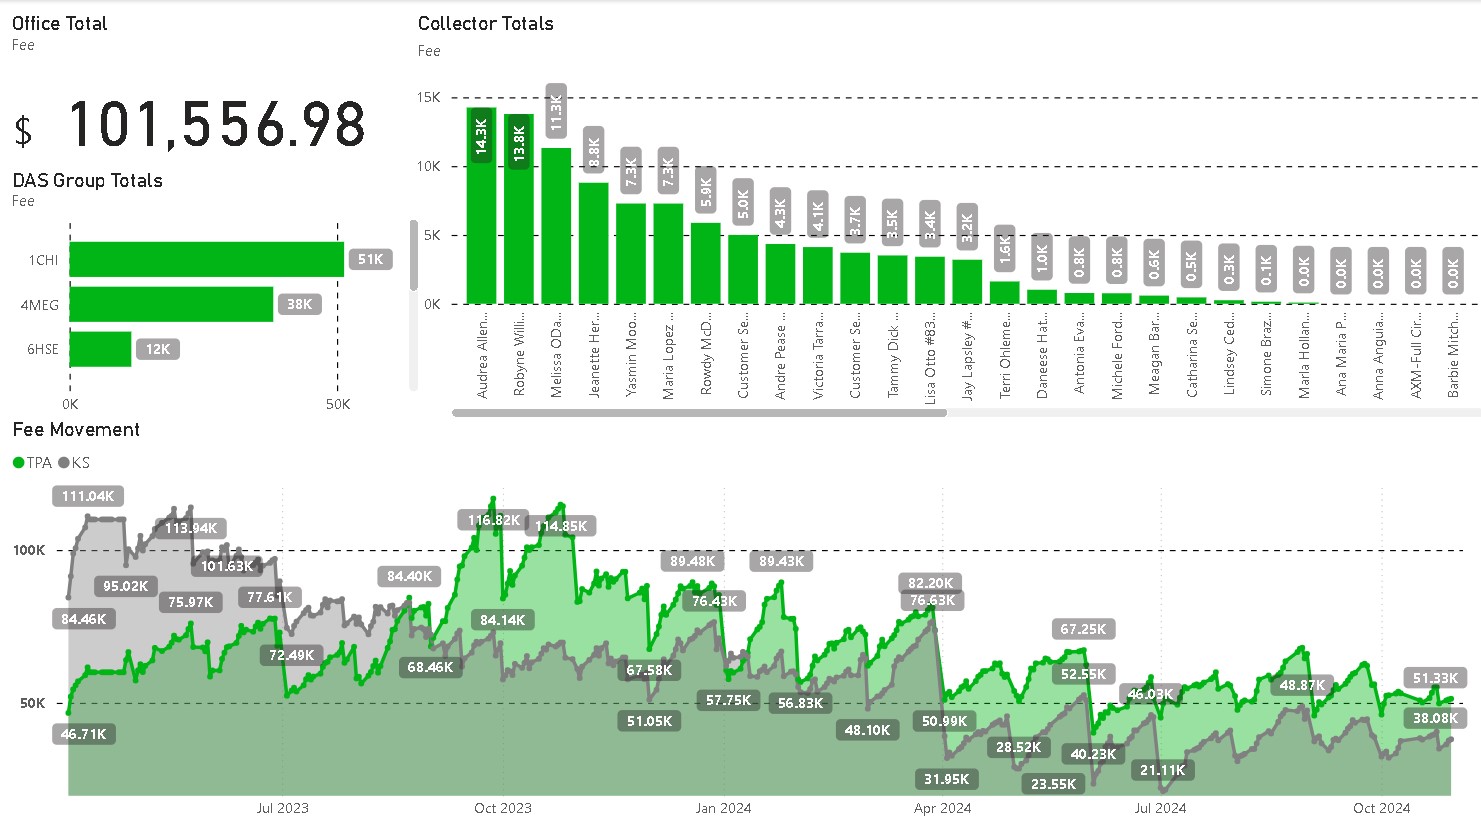 Office Total
Fee
$ 101,556.98
DAS Group Totals
Fee
1CHI
51K
4MEG
38K
6HSE
12K
0K
50K
Collector Totals
Fee
15K
10K
5K
0K
14.3K
13.8K
11.3K
8.8K
7.3K
7.3K
5.9K
5.0K
4.3K
4.1K
3.7K
3.5K
3.4K
3.2K
1.6K
1.0K
0.8K
0.8K
0.6K
0.5K
0.3K
0.1K
0.0K
0.0K
0.0K
0.0K
0.0K
Audrea Allen...
Robyne Willi...
Melissa ODa...
Jeanette Her...
Yasmin Moo...
Maria Lopez ...
Rowdy McD...
Customer Se...
Andre Pease ...
Victoria Tarra...
Customer Se...
Tammy Dick ...
Lisa Otto #83...
Jay Lapsley #...
Terri Ohleme...
Daneese Hat...
Antonia Eva...
Michele Ford...
Meagan Bar...
Catharina Se...
Lindsey Ced...
Simone Braz...
Marla Hollan...
Ana Maria P...
Anna Anguia...
AXM-Full Cir...
Barbie Mitch...
Fee Movement
TPA KS
100K
50K
111.04K
84.46K
46.71K
95.02K
113.94K
75.97K
101.63K
77.61K
72.49K
84.40K
68.46K
116.82K
84.14K
114.85K
67.58K
51.05K
89.48K
76.43K
57.75K
89.43K
56.83K
48.10K
82.20K
76.63K
50.99K
31.95K
28.52K
23.55K
67.25K
52.55K
40.23K
46.03K
21.11K
48.87K
51.33K
38.08K
Jul 2023
Oct 2023
Jan 2024
Apr 2024
Jul 2024
Oct 2024